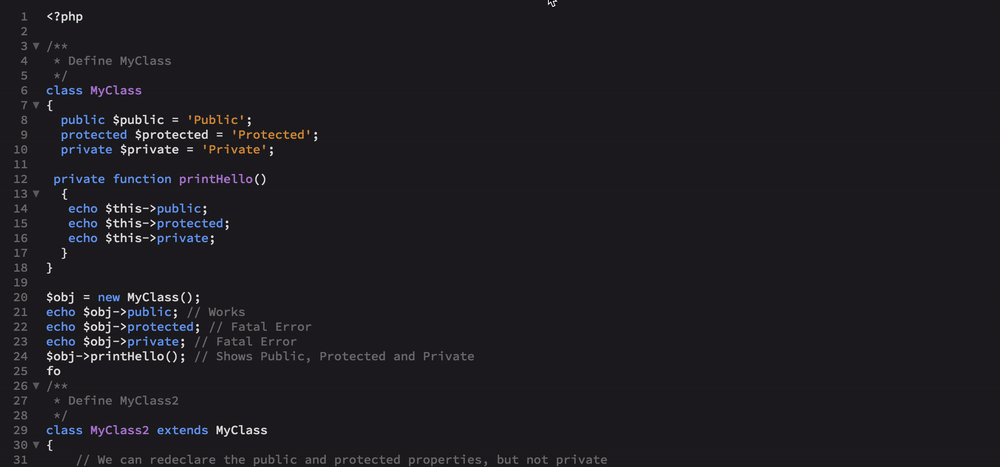 1 <?php
2
3 /**
4 * Define MyClass
5 */
6 class MyClass
7 {
8 public $public = 'Public';
9 protected $protected = 'Protected';
10 private $private = 'Private';
11
12 private function printHello()
13 {
14 echo $this->public;
15 echo $this->protected;
16 echo $this->private;
17 }
18 }
19
20 $obj = new MyClass();
21 echo $obj->public; // Works
22 echo $obj->protected; // Fatal Error
23 echo $obj->private; // Fatal Error
24 $obj->printHello(); // Shows Public, Protected and Private
25 fo
26 /**
27 * Define MyClass2
28 */
29 class MyClass2 extends MyClass
30 {
31 // We can redeclare the public and protected properties, but not private